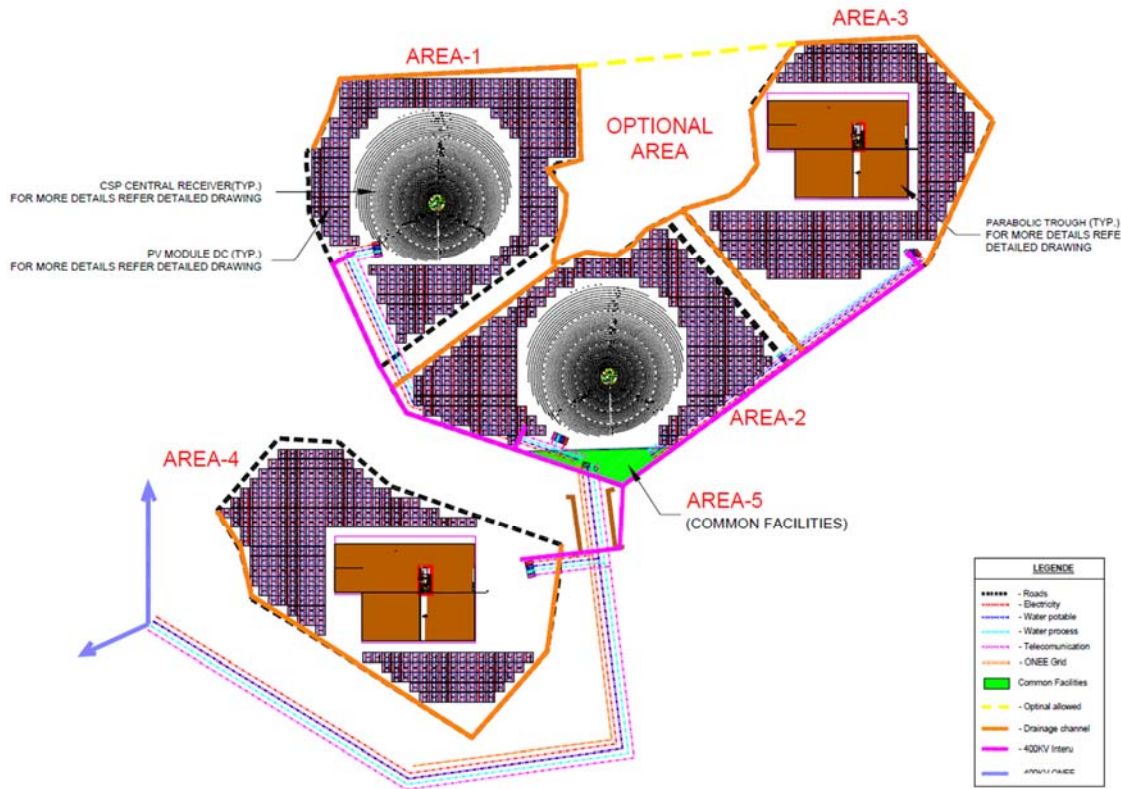 AREA-1
AREA-3
OPTIONAL
AREA
CSP CENTRAL RECEIVER(TYP.)
FOR MORE DETAILS REFER DETAILED DRAWING
PV MODULE DC (TYP.)
FOR MORE DETAILS REFER DETAILED DRAWING
PARABOLIC TROUGH (TYP.)
FOR MORE DETAILS REFE
DETAILED DRAWING
AREA-2
AREA-4
AREA-5
(COMMON FACILITIES)
LEGENDE
- Roads
- Electricity
- Water potable
- Water process
- Telecomunication
- ONEE Grid
Common Facilities
- Optinal allowed
- Drainage channel
- 400KV Interu
- 400KV ONEE